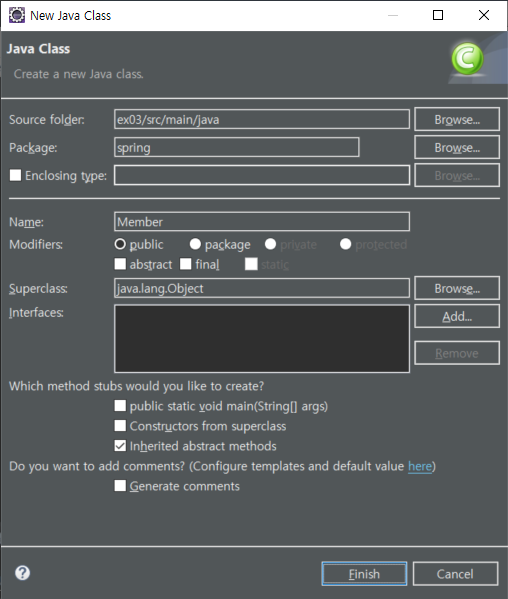 New Java Class
Java Class
Create a new Java class.
Source folder: ex03/src/main/java Browse...
Package: spring Browse...
Enclosing type: Browse...
Name: Member
Modifiers: public package private protected
abstract final static
Superclass: java.lang.Object Browse...
Interfaces: Add...
Remove
Which method stubs would you like to create?
public static void main(String[] args)
Constructors from superclass
Inherited abstract methods
Do you want to add comments? (Configure templates and default value here)
Generate comments
? Finish Cancel